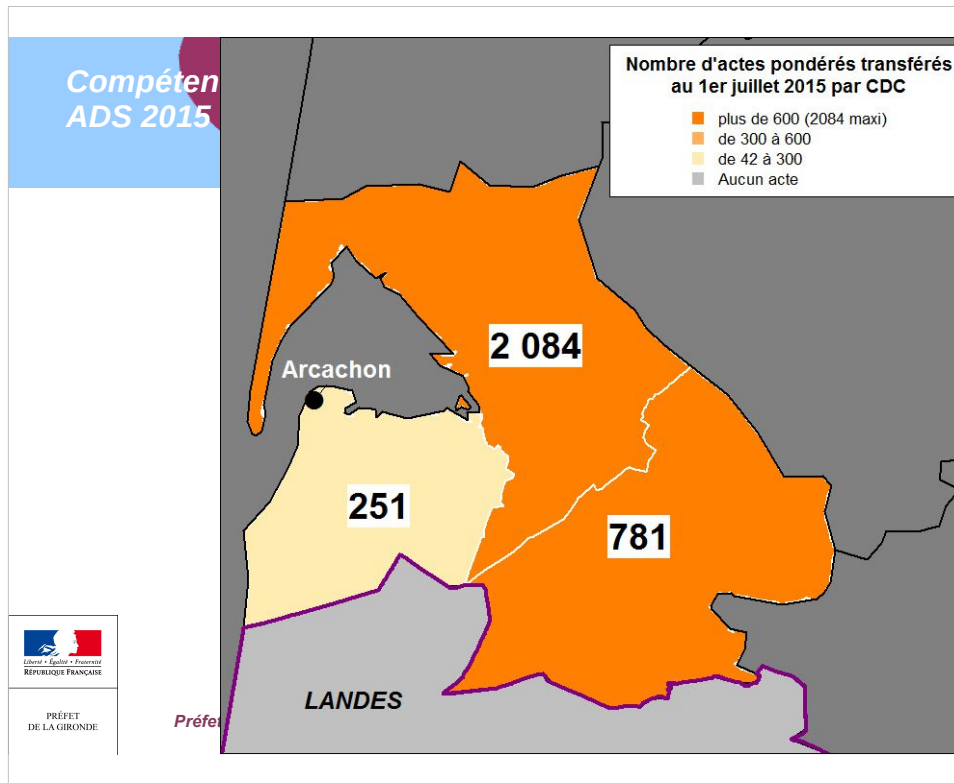 Compéten
ADS 2015
Nombre d'actes pondérés transférés
au 1er juillet 2015 par CDC
plus de 600 (2084 maxi)
de 300 à 600
de 42 à 300
Aucun acte
2 084
Arcachon
251
781
LANDES
Liberté • Égalité • Fraternité
RÉPUBLIQUE FRANÇAISE
PRÉFET
DE LA GIRONDE
Préfet